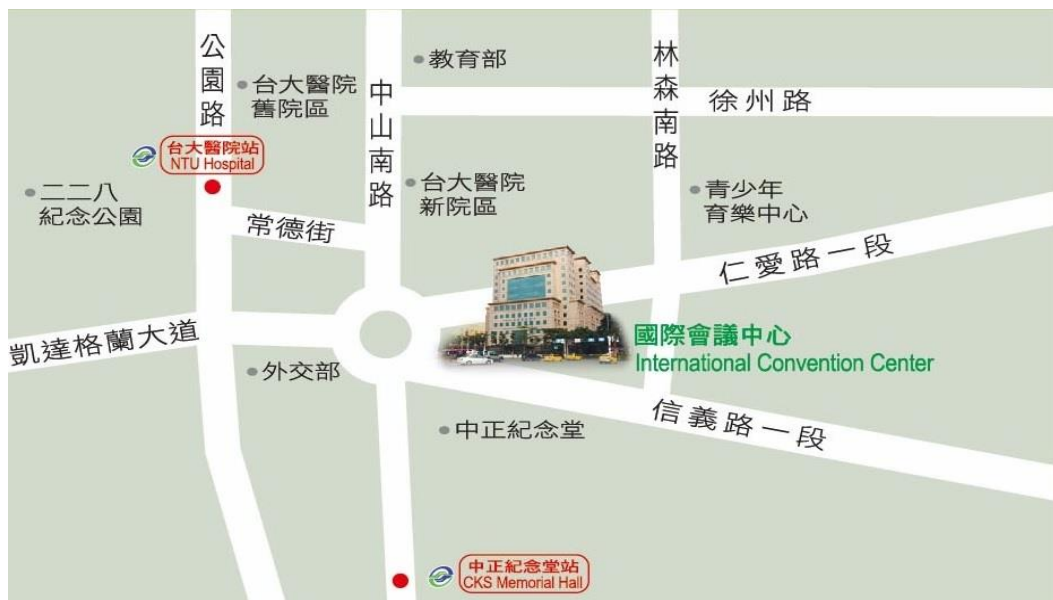 公園路
台大醫院
舊院區
中山南路
教育部
林森南路
徐州路
台大醫院站
NTU Hospital
二二八
紀念公園
台大醫院
新院區
青少年
育樂中心
常德街
仁愛路一段
凱達格蘭大道
國際會議中心
International Convention Center
外交部
中正紀念堂
信義路一段
中正紀念堂站
CKS Memorial Hall